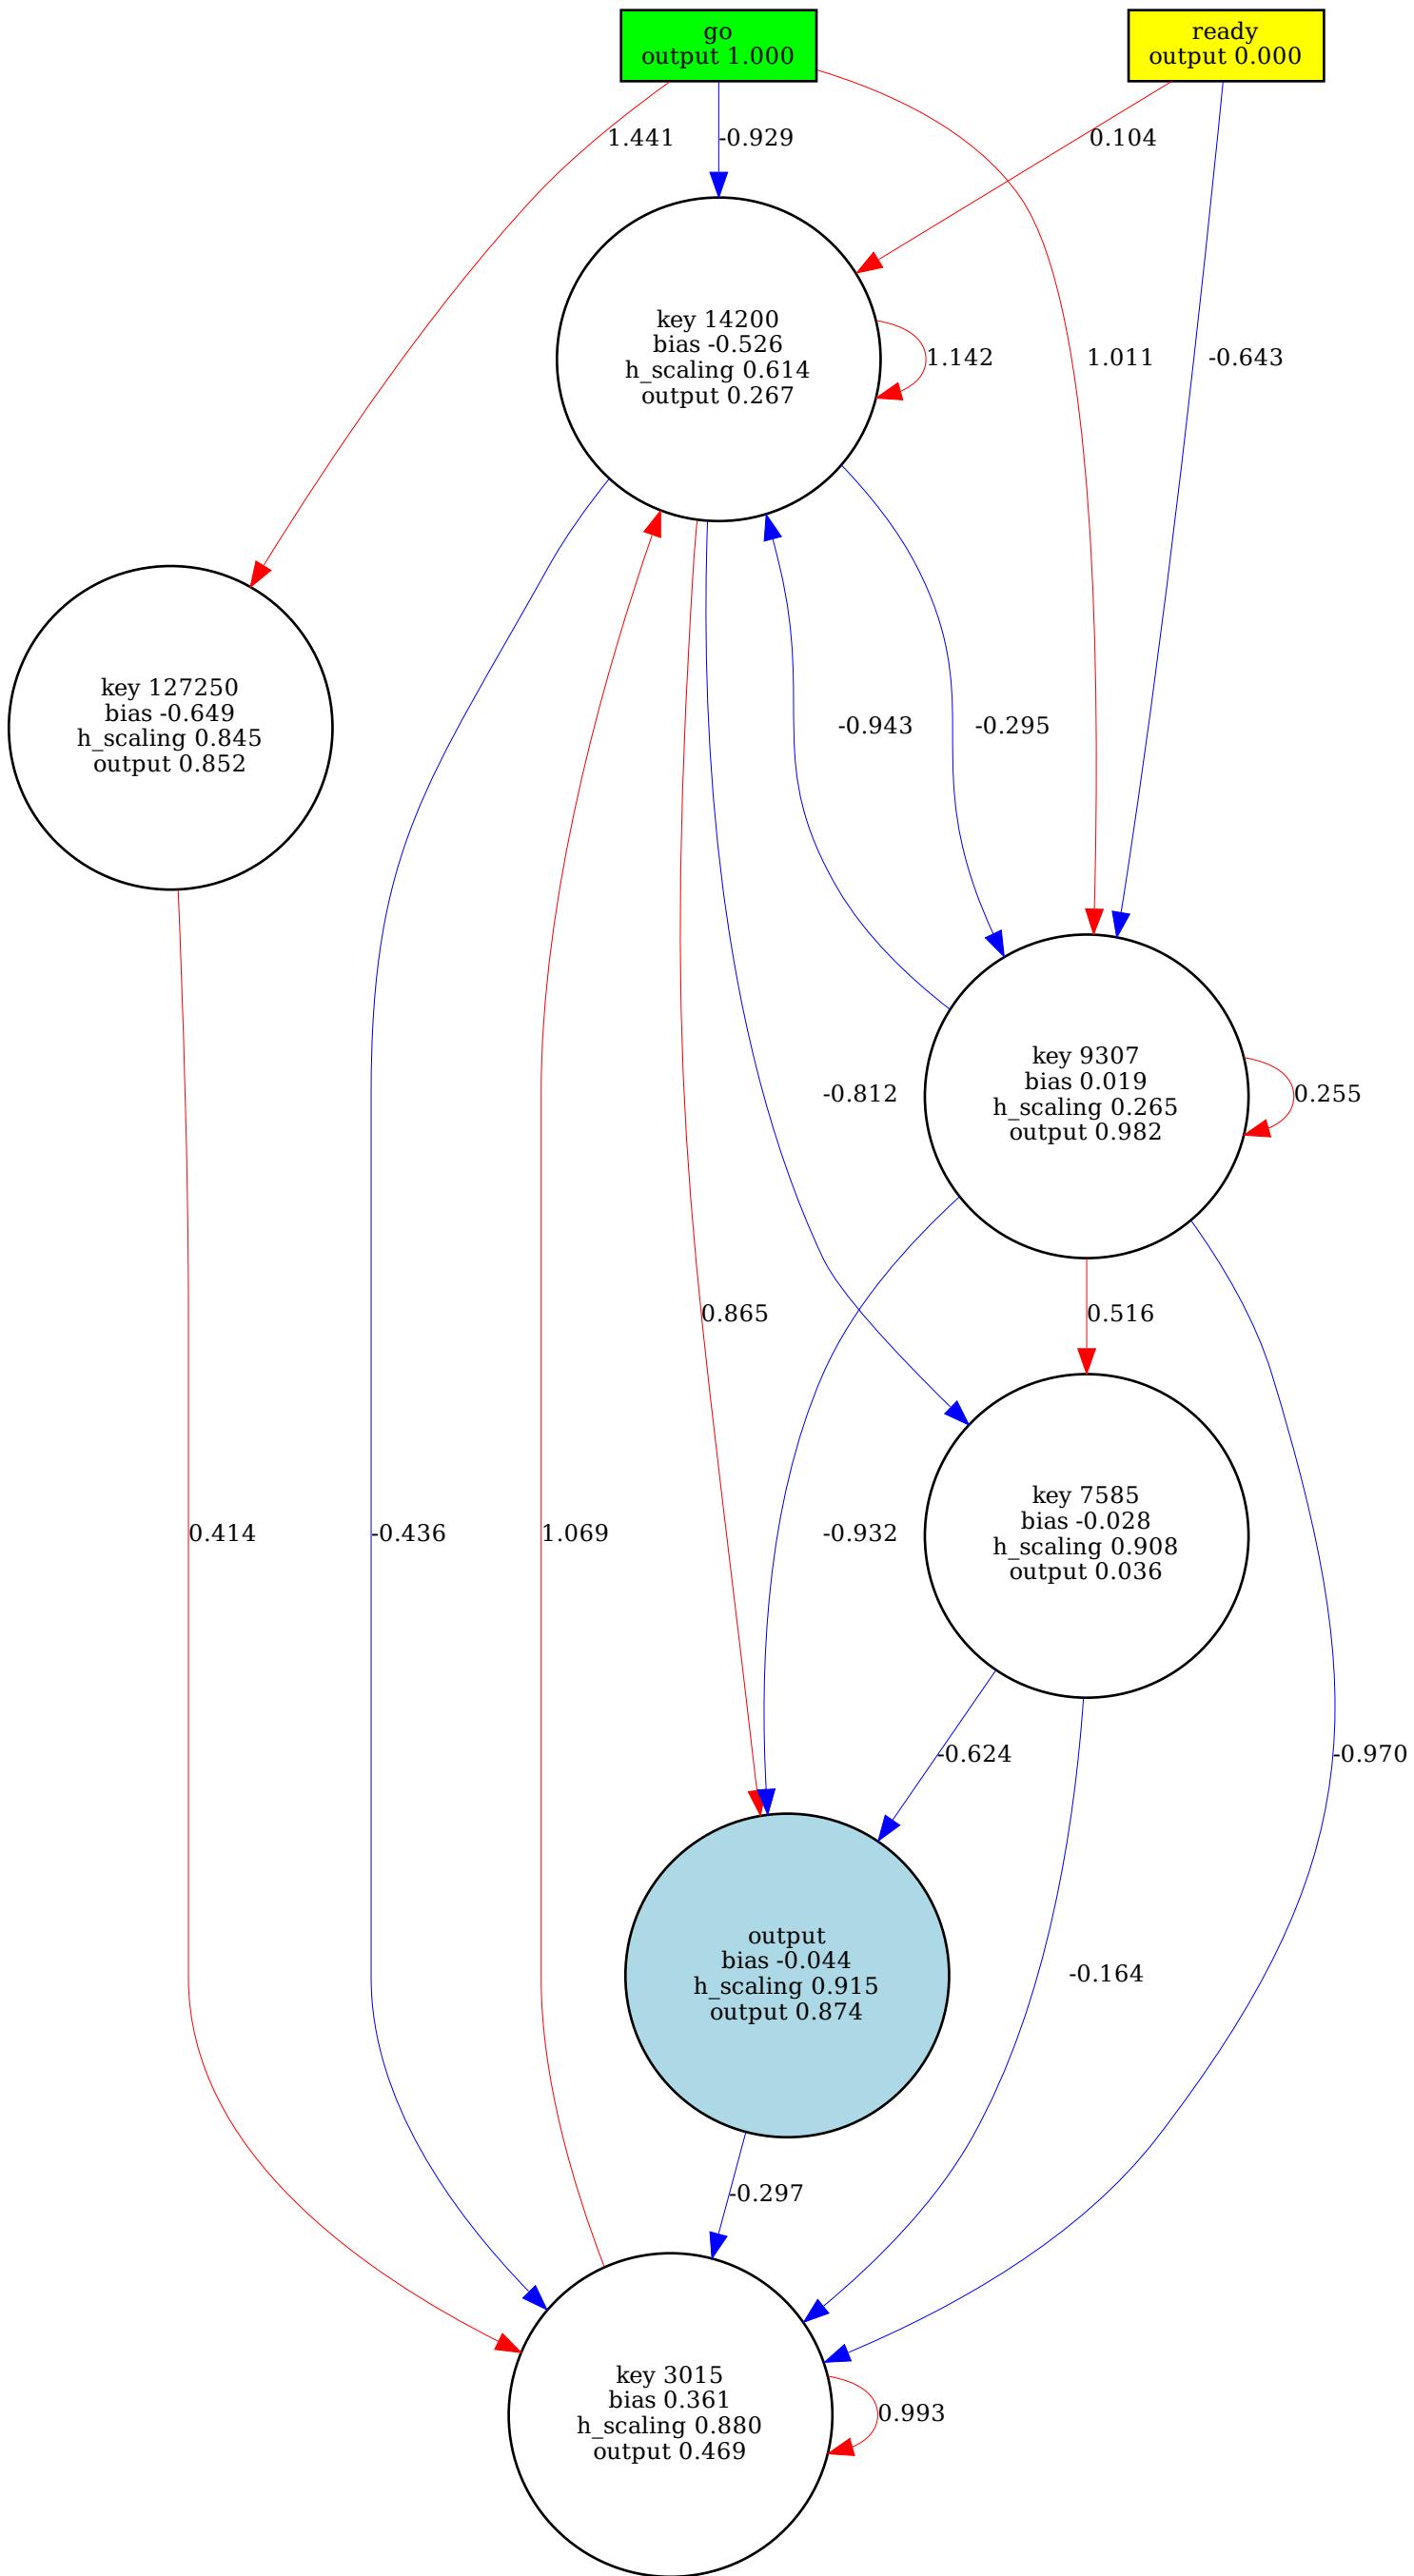 go
output 1.000
ready
output 0.000
1.441
-0.929
0.104
key 14200
bias -0.526
h_scaling 0.614
output 0.267
1.142
1.011
-0.643
key 127250
bias -0.649
h_scaling 0.845
output 0.852
-0.943
-0.295
-0.812
key 9307
bias 0.019
h_scaling 0.265
output 0.982
0.255
0.865
0.516
0.414
-0.436
1.069
-0.932
key 7585
bias -0.028
h_scaling 0.908
output 0.036
-0.624
-0.970
output
bias -0.044
h_scaling 0.915
output 0.874
-0.164
-0.297
key 3015
bias 0.361
h_scaling 0.880
output 0.469
0.993